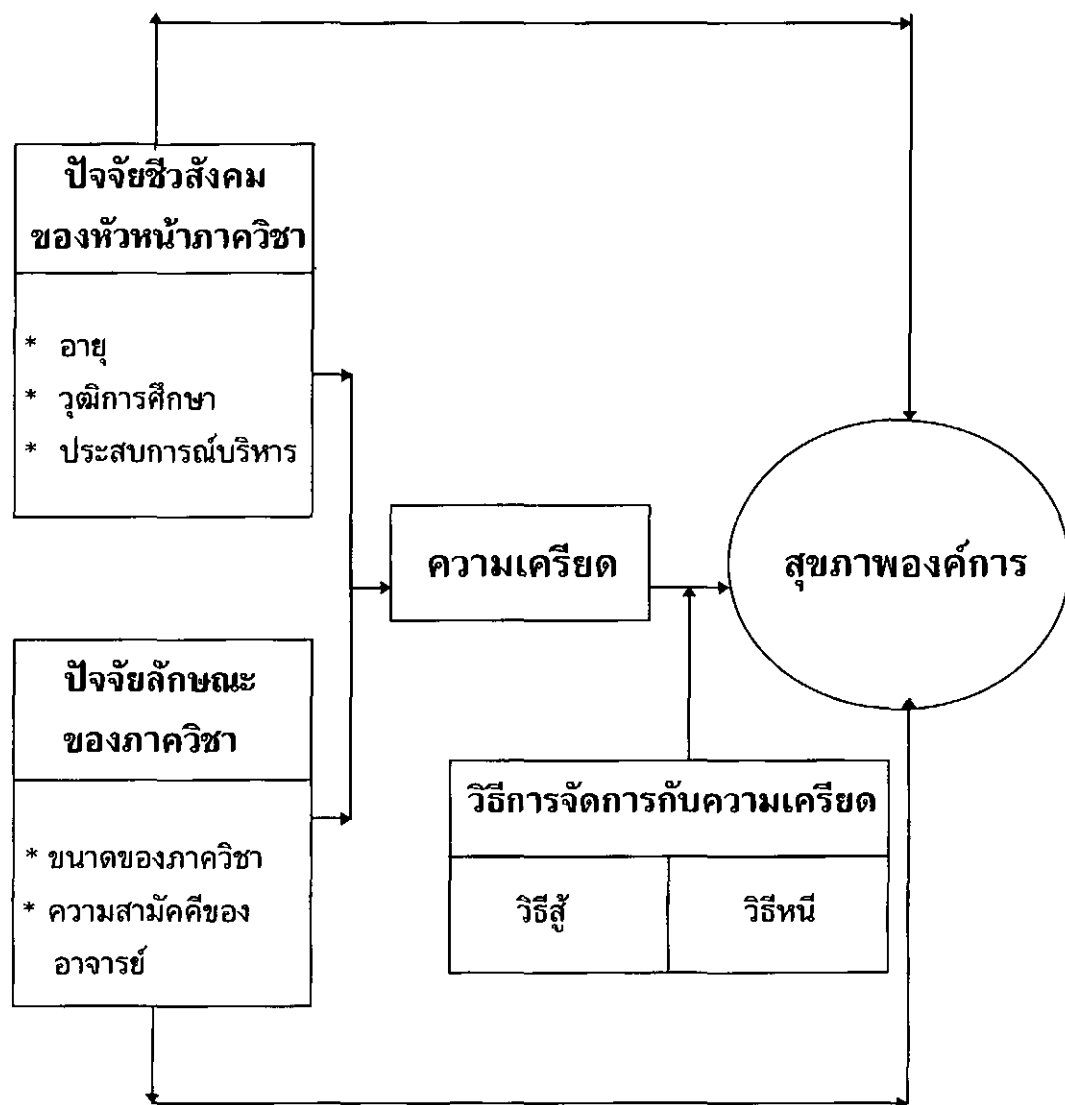 ปัจจัยชีวสังคม
ของหัวหน้าภาควิชา
* อายุ
* วุฒิการศึกษา
* ประสบการณ์บริหาร
ความเครียด
สุขภาพองค์การ
ปัจจัยลักษณะ
ของภาควิชา
* ขนาดของภาควิชา
* ความสามัคคีของ
อาจารย์
วิธีการจัดการกับความเครียด
วิธีสู้ วิธีหนี